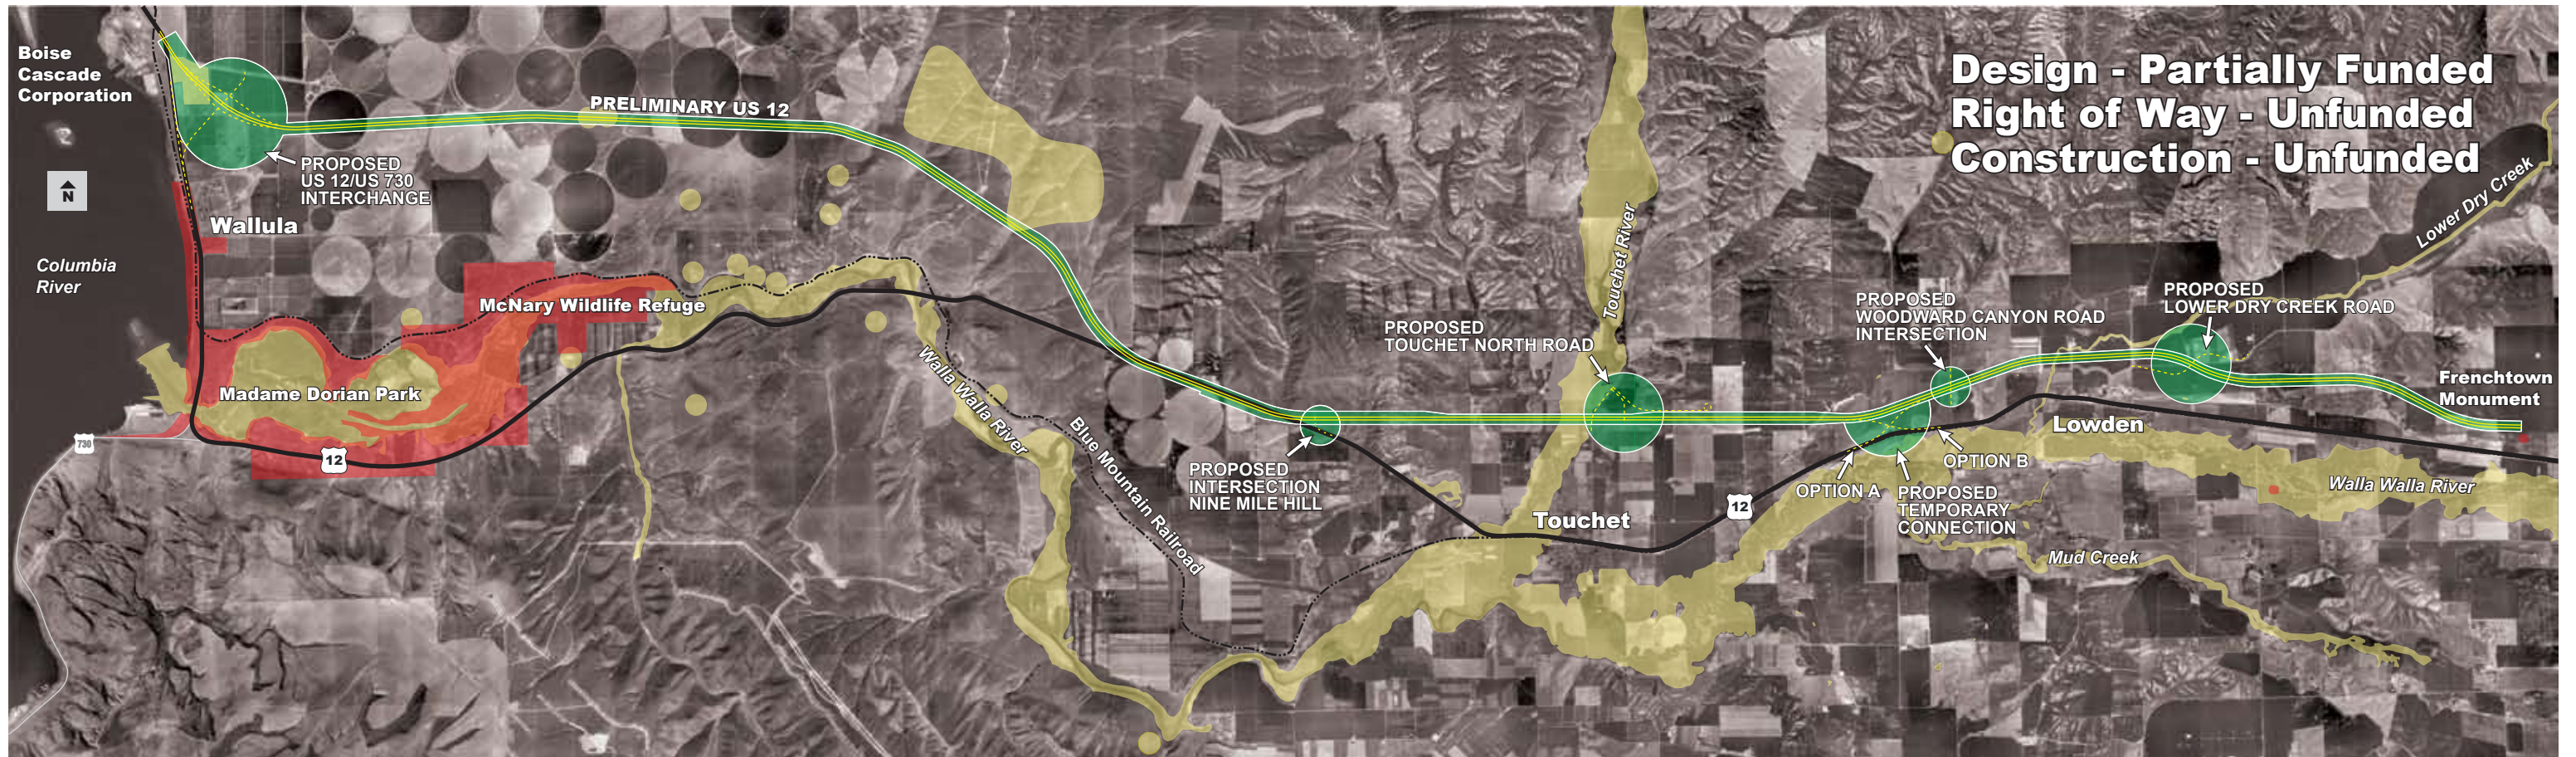 Design - Partially Funded
Right of Way - Unfunded
Construction - Unfunded
Boise
Cascade
Corporation
N
Columbia
River
Wallula
PROPOSED
US 12/US 730
INTERCHANGE
PRELIMINARY US 12
McNary Wildlife Refuge
Madame Dorian Park
730
12
Walla Walla River
Blue Mountain Railroad
PROPOSED
INTERSECTION
NINE MILE HILL
PROPOSED
TOUCHET NORTH ROAD
Touchet River
Touchet
12
PROPOSED
WOODWARD CANYON ROAD
INTERSECTION
OPTION A
OPTION B
PROPOSED
TEMPORARY
CONNECTION
PROPOSED
LOWER DRY CREEK ROAD
Lower Dry Creek
Lowden
Frenchtown
Monument
Walla Walla River
Mud Creek